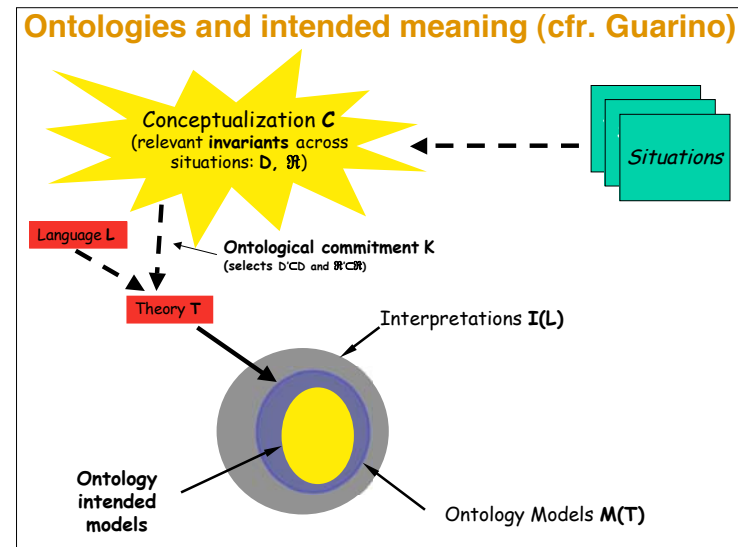 Ontologies and intended meaning (cfr. Guarino)
Conceptualization C
(relevant invariants across
situations: D, ℜ)
Situations
Language L
Ontological commitment K
(selects D'⊂D and ℜ'⊂ℜ)
Theory T
Interpretations I(L)
Ontology
intended
models
Ontology Models M(T)